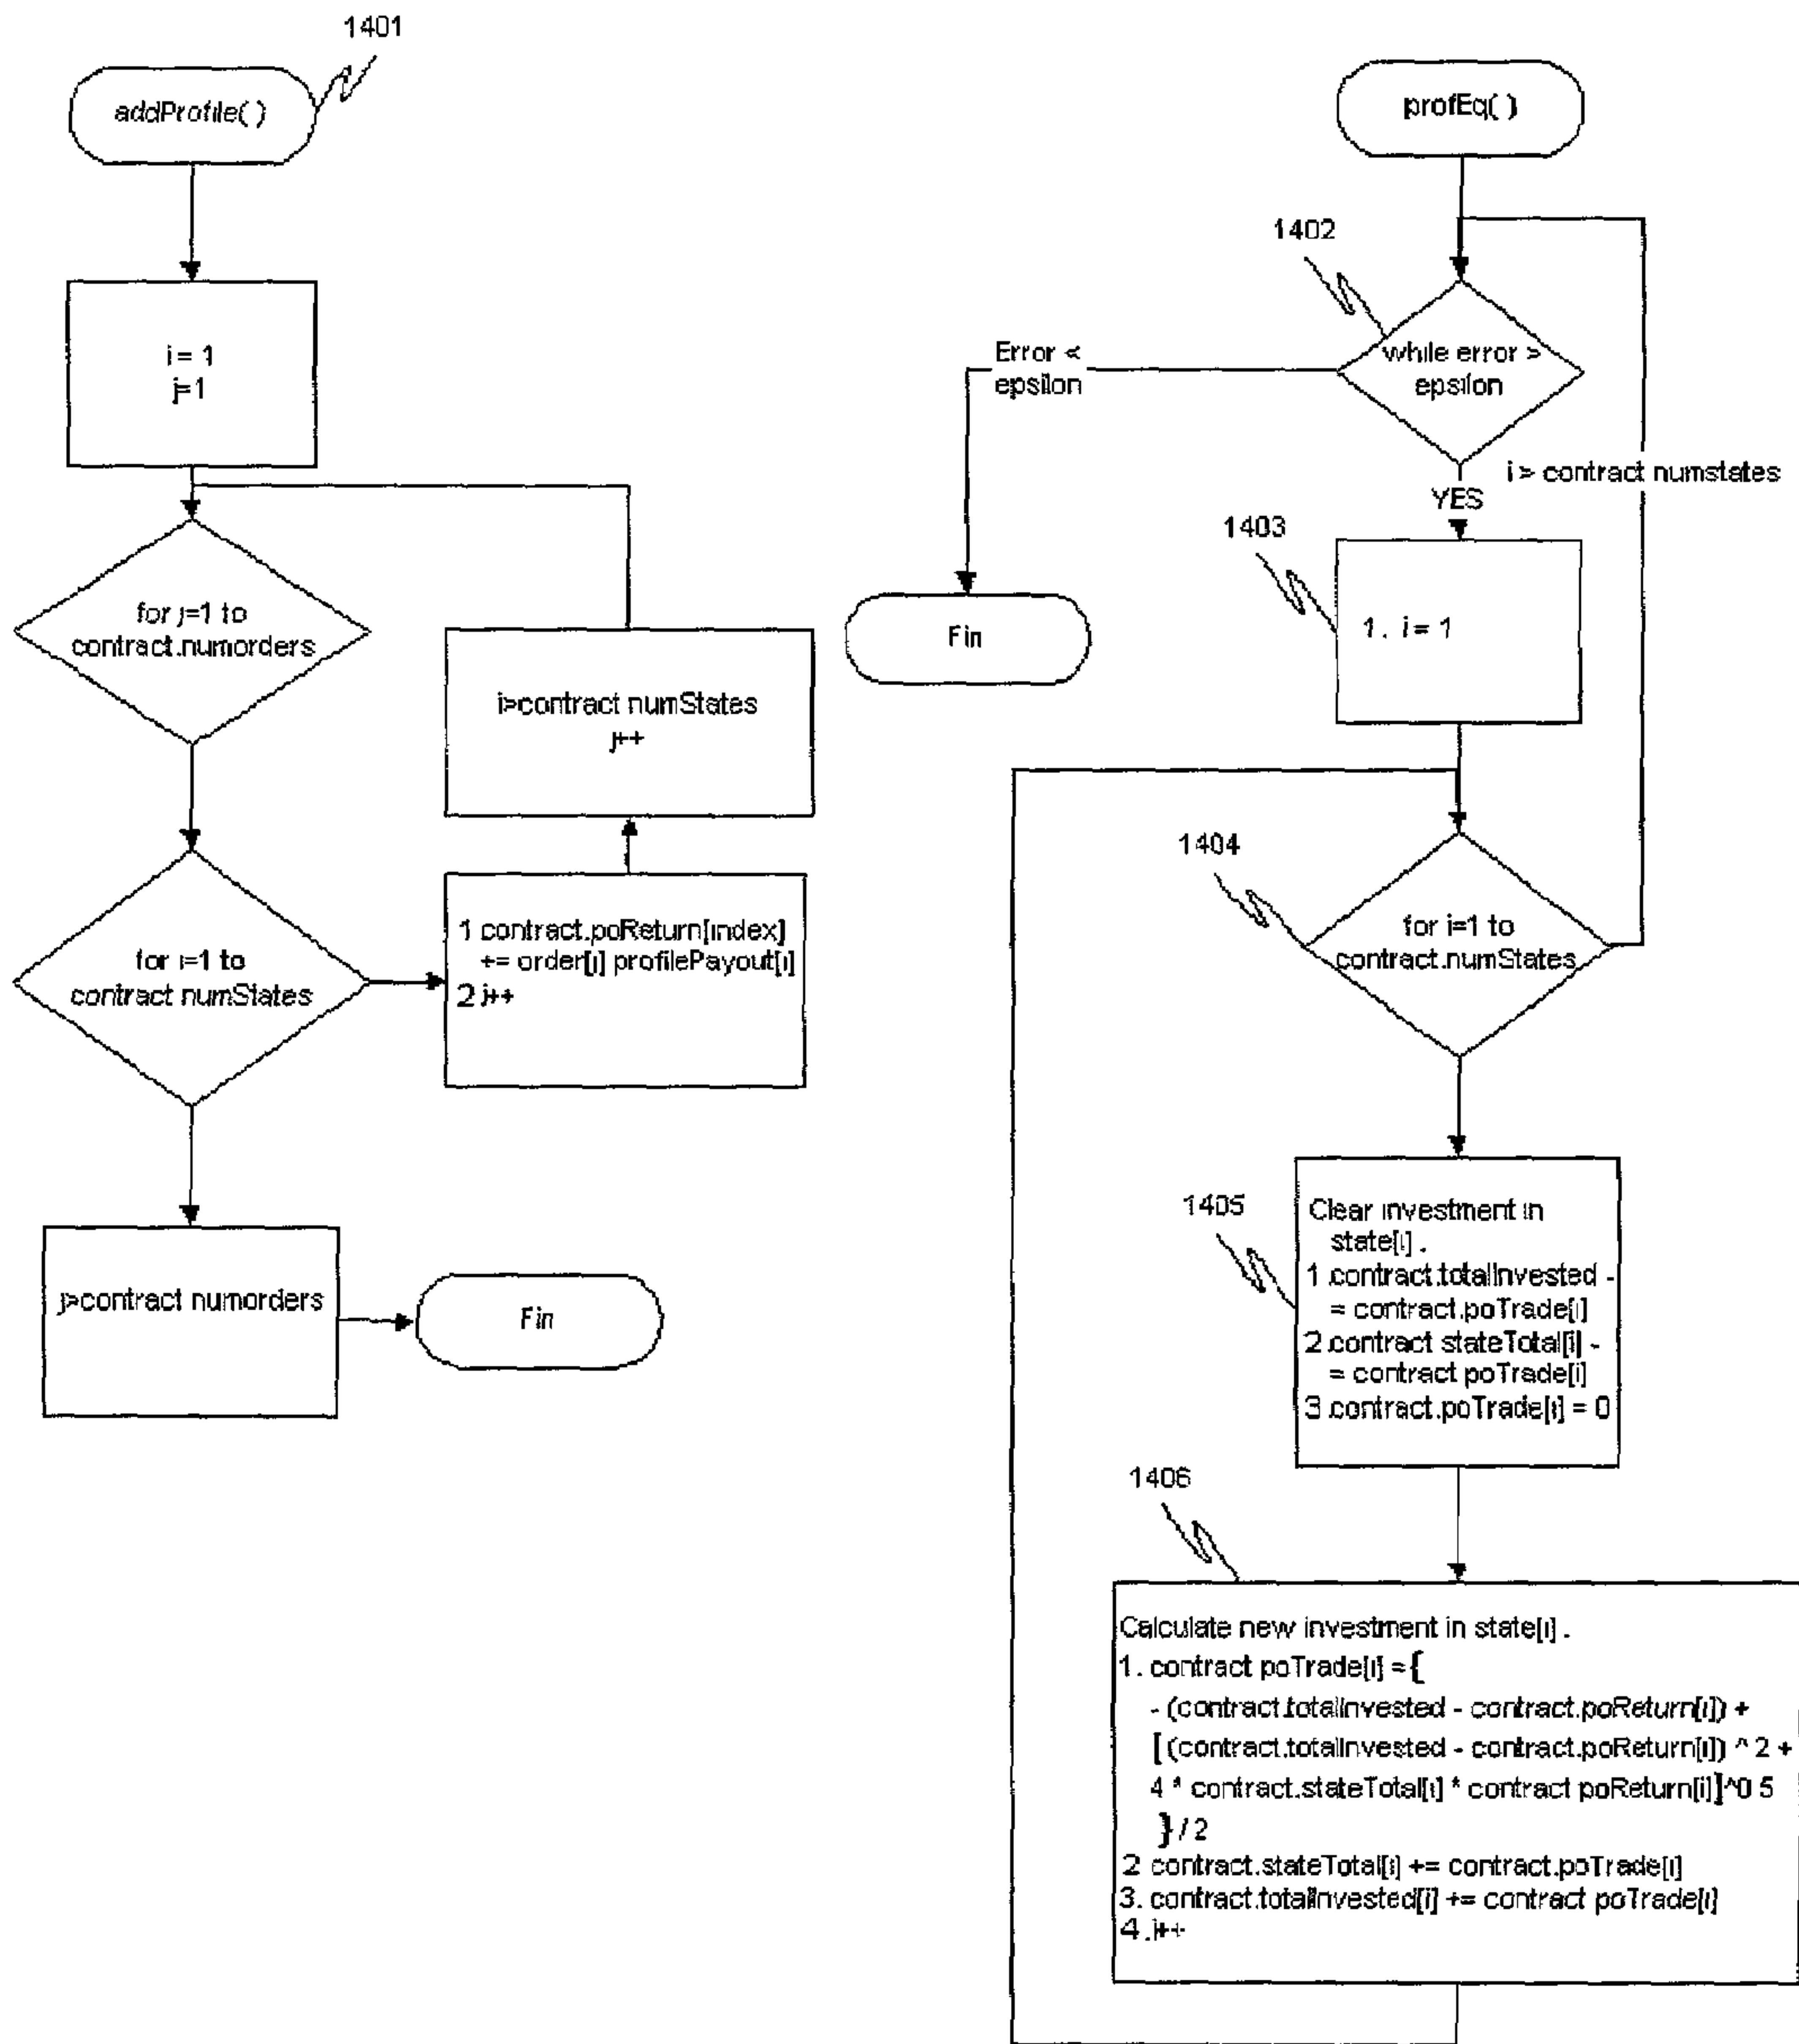 1401
addProfile( )
i = 1
j=1
for j=1 to
contract.numorders
i>contract numStates
j++
for i=1 to
contract numStates
1 contract.poReturn[index]
+= order[i] profilePayout[i]
2 i++
j>contract numorders
Fin
profEq( )
1402
while error >
epsilon
Error <
epsilon
i > contract numstates
YES
1403
Fin
1. i = 1
1404
for i=1 to
contract.numStates
1405
Clear investment in
state[i] .
1 contract.totalInvested -
= contract.poTrade[i]
2.contract stateTotal[i] -
= contract poTrade[i]
3.contract.poTrade[i] = 0
1406
Calculate new investment in state[i] .
1. contract poTrade[i] = {
- (contract.totalInvested - contract.poReturn[i]) +
[ (contract.totalInvested - contract.poReturn[i]) ^ 2 +
4 * contract.stateTotal[i] * contract poReturn[i]]^0 5
} / 2
2 contract.stateTotal[i] += contract.poTrade[i]
3. contract.totalInvested[i] += contract poTrade[i]
4. i++